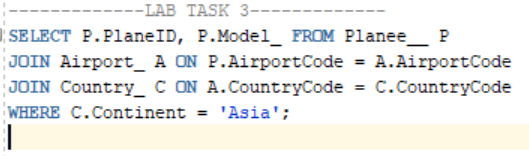 -------------LAB TASK 3-------------
SELECT P.PlaneID, P.Model_ FROM Planee__ P
JOIN Airport_ A ON P.AirportCode = A.AirportCode
JOIN Country_ C ON A.CountryCode = C.CountryCode
WHERE C.Continent = 'Asia';